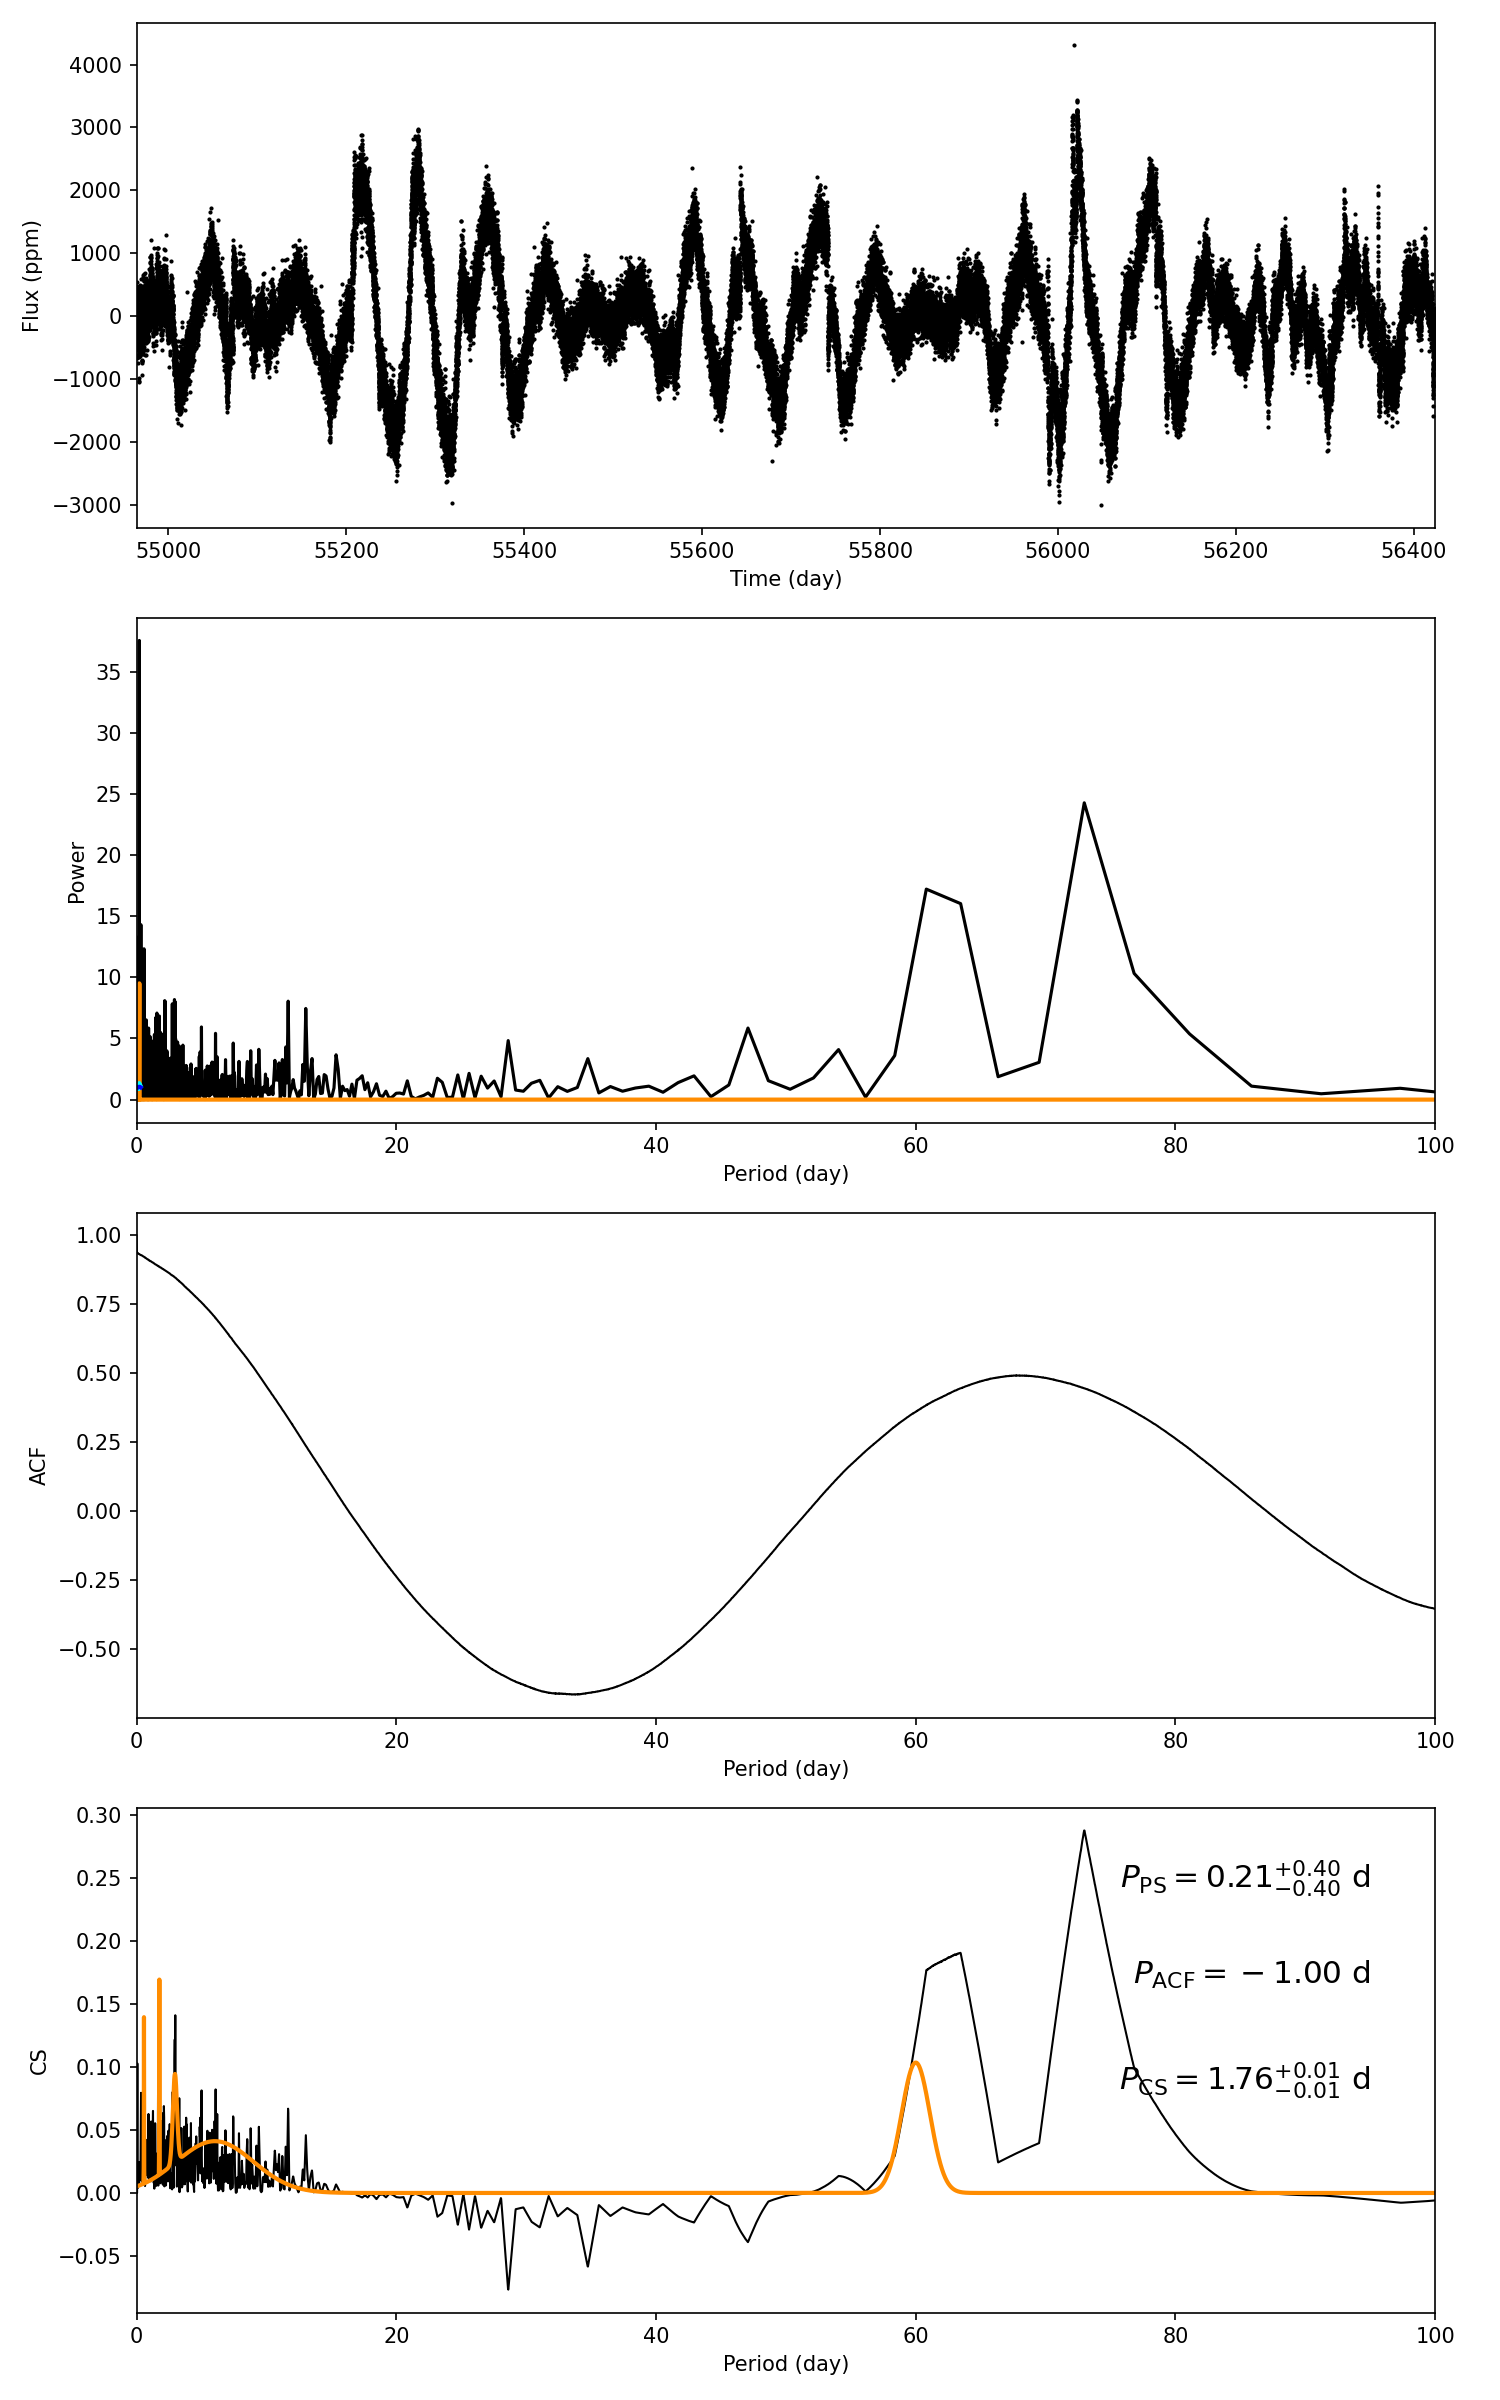 4000
3000
2000
1000
0
−1000
−2000
−3000
Flux (ppm)
55000 55200 55400 55600 55800 56000 56200 56400
Time (day)
35
30
25
20
15
10
5
0
Power
0 20 40 60 80 100
Period (day)
1.00
0.75
0.50
0.25
0.00
−0.25
−0.50
ACF
0 20 40 60 80 100
Period (day)
0.30
0.25
0.20
0.15
0.10
0.05
0.00
−0.05
CS
P_PS = 0.21^{+0.40}_{−0.40} d
P_ACF = −1.00 d
P_CS = 1.76^{+0.01}_{−0.01} d
0 20 40 60 80 100
Period (day)